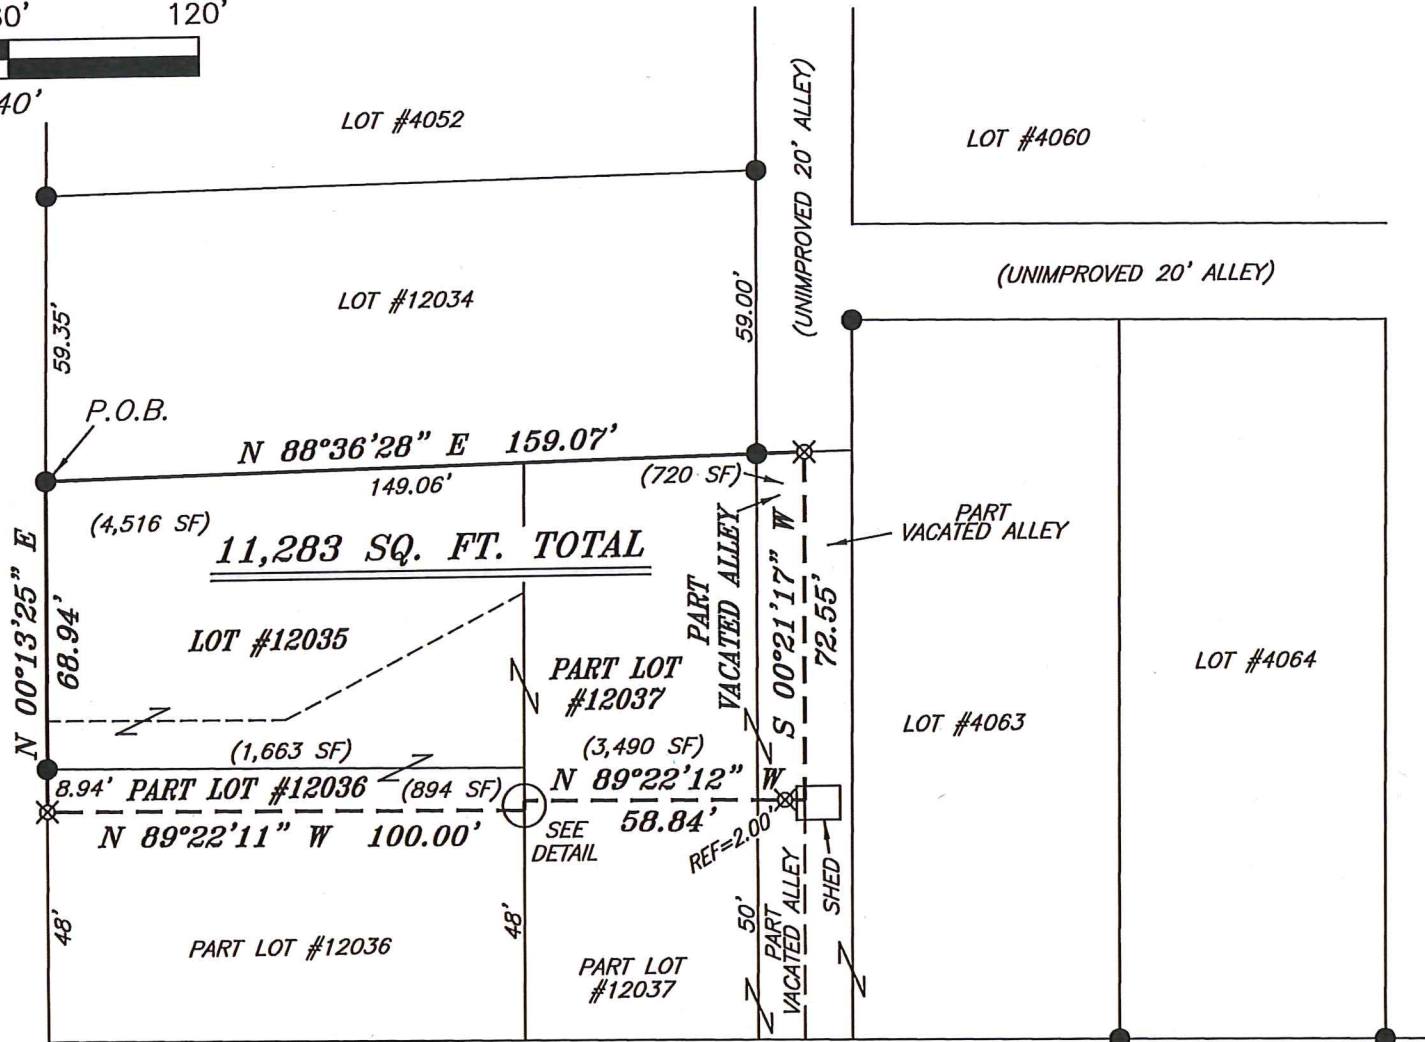 120'
LOT #4052
(UNIMPROVED 20' ALLEY)
LOT #4060
(UNIMPROVED 20' ALLEY)
LOT #12034
59.35'
59.00'
P.O.B.
N 88°36'28" E 159.07'
149.06'
(720 SF)
(4,516 SF)
11,283 SQ. FT. TOTAL
PART
VACATED ALLEY
PART
VACATED ALLEY
N 00°13'25" E
68.94'
S 00°21'17" W
72.55'
LOT #12035
PART LOT
#12037
LOT #4064
LOT #4063
(1,663 SF)
(3,490 SF)
8.94' PART LOT #12036 (894 SF)
N 89°22'12" W
58.84'
N 89°22'11" W 100.00'
SEE
DETAIL
REF=2.00'
SHED
48'
48'
50'
PART
VACATED ALLEY
PART LOT #12036
PART LOT
#12037